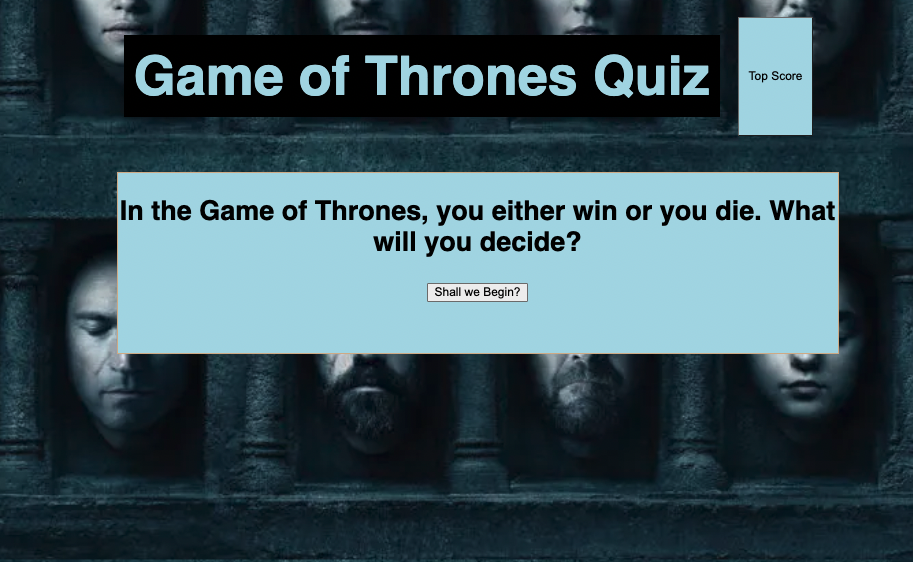 Game of Thrones Quiz
Top Score
In the Game of Thrones, you either win or you die. What
will you decide?
Shall we Begin?